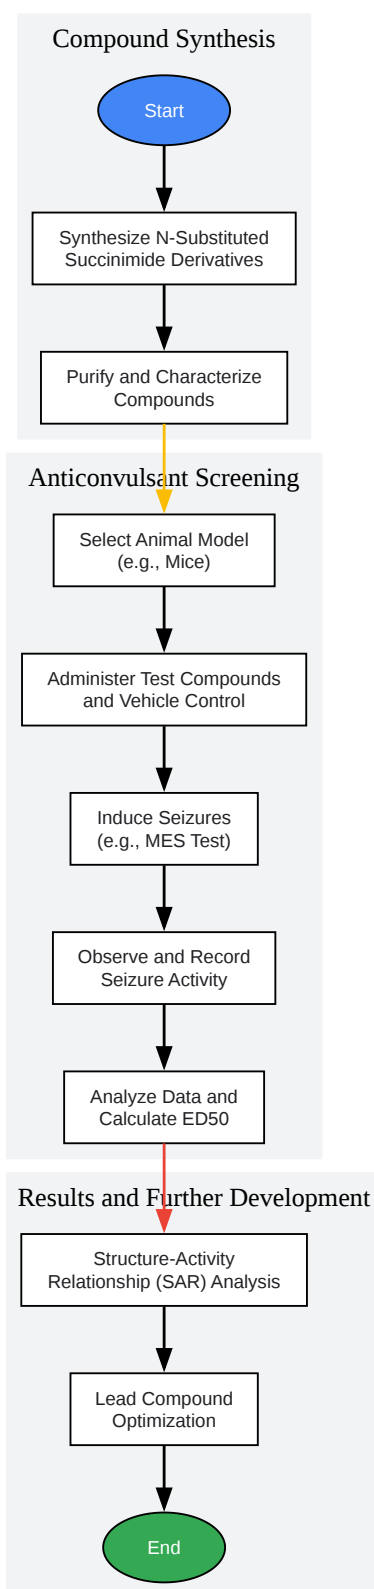 Compound Synthesis
Start
Synthesize N-Substituted
Succinimide Derivatives
Purify and Characterize
Compounds
Anticonvulsant Screening
Select Animal Model
(e.g., Mice)
Administer Test Compounds
and Vehicle Control
Induce Seizures
(e.g., MES Test)
Observe and Record
Seizure Activity
Analyze Data and
Calculate ED50
Results and Further Development
Structure-Activity
Relationship (SAR) Analysis
Lead Compound
Optimization
End